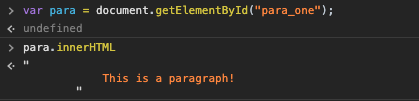 > var para = document.getElementById("para_one");
< undefined
> para.innerHTML
< "
This is a paragraph!
"